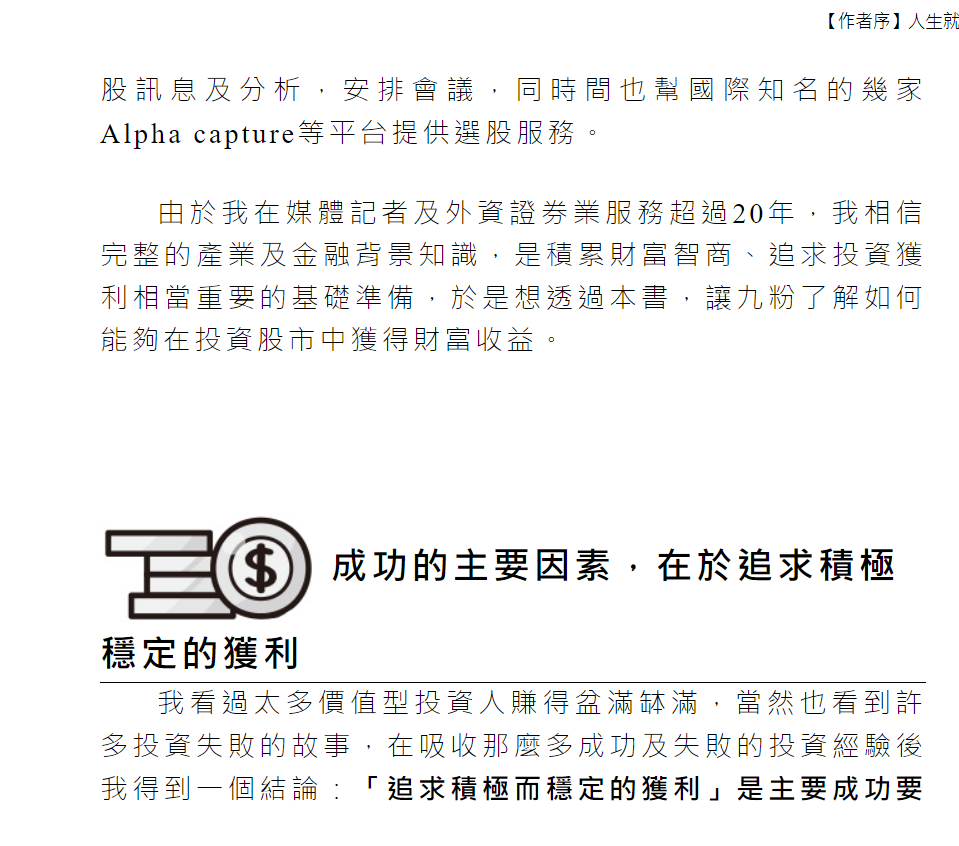 【作者序】人生就
股訊息及分析，安排會議，同時間也幫國際知名的幾家
Alpha capture等平台提供選股服務。
由於我在媒體記者及外資證券業服務超過20年，我相信
完整的產業及金融背景知識，是積累財富智商、追求投資獲
利相當重要的基礎準備，於是想透過本書，讓九粉了解如何
能夠在投資股市中獲得財富收益。
成功的主要因素，在於追求積極
穩定的獲利
我看過太多價值型投資人賺得盆滿缽滿，當然也看到許
多投資失敗的故事，在吸收那麼多成功及失敗的投資經驗後
我得到一個結論：「追求積極而穩定的獲利」是主要成功要